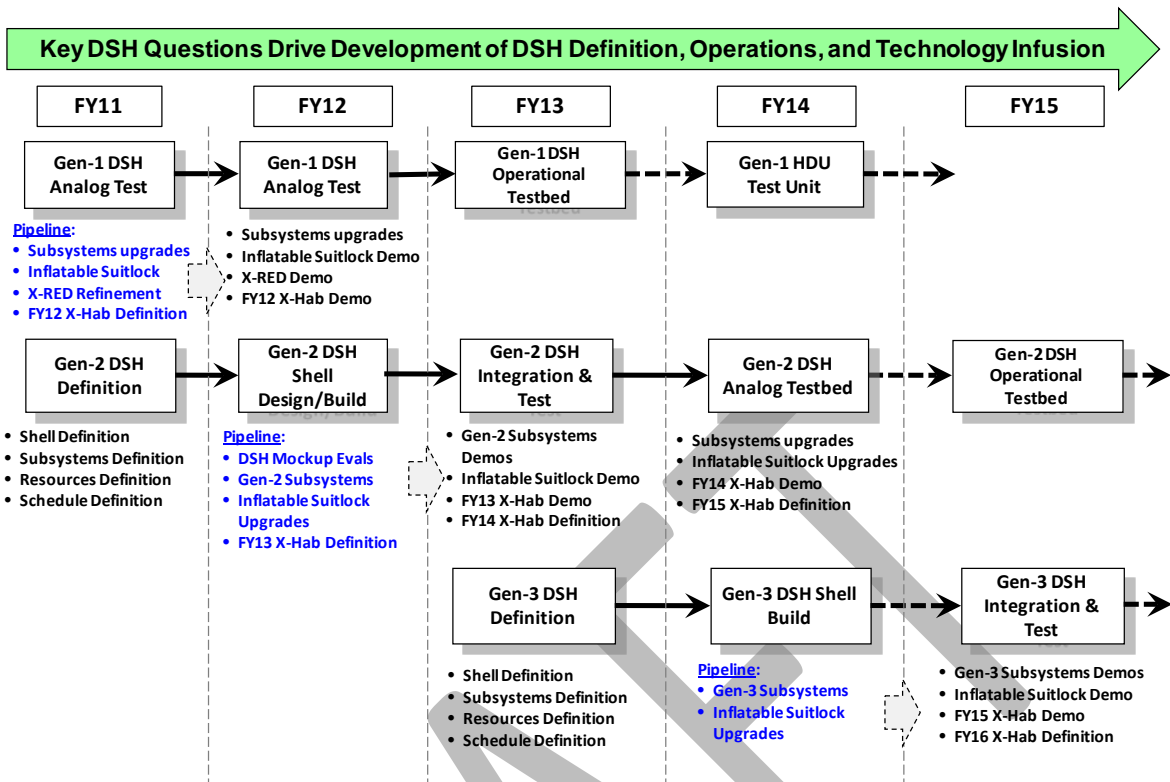 Key DSH Questions Drive Development of DSH Definition, Operations, and Technology Infusion
FY11
FY12
FY13
FY14
FY15
Gen-1 DSH
Analog Test
Gen-1 DSH
Analog Test
Gen-1 DSH
Operational
Testbed
Gen-1 HDU
Test Unit
Pipeline:
• Subsystems upgrades
• Inflatable Suitlock
• X-RED Refinement
• FY12 X-Hab Definition
• Subsystems upgrades
• Inflatable Suitlock Demo
• X-RED Demo
• FY12 X-Hab Demo
Gen-2 DSH
Definition
Gen-2 DSH
Shell
Design/Build
Gen-2 DSH
Integration &
Test
Gen-2 DSH
Analog Testbed
Gen-2 DSH
Operational
Testbed
• Shell Definition
• Subsystems Definition
• Resources Definition
• Schedule Definition
Pipeline:
• DSH Mockup Evals
• Gen-2 Subsystems
• Inflatable Suitlock
Upgrades
• FY13 X-Hab Definition
• Gen-2 Subsystems
Demos
• Inflatable Suitlock Demo
• FY13 X-Hab Demo
• FY14 X-Hab Definition
• Subsystems upgrades
• Inflatable Suitlock Upgrades
• FY14 X-Hab Demo
• FY15 X-Hab Definition
Gen-3 DSH
Definition
Gen-3 DSH Shell
Build
Gen-3 DSH
Integration &
Test
• Shell Definition
• Subsystems Definition
• Resources Definition
• Schedule Definition
Pipeline:
• Gen-3 Subsystems
• Inflatable Suitlock
Upgrades
• Gen-3 Subsystems Demos
• Inflatable Suitlock Demo
• FY15 X-Hab Demo
• FY16 X-Hab Definition